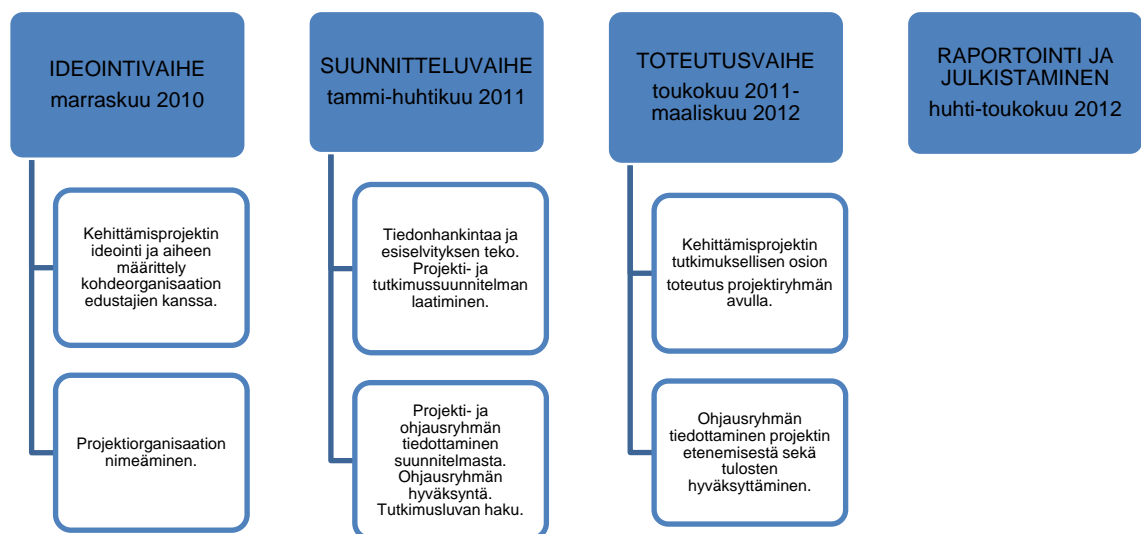 IDEOINTIVAIHE
marraskuu 2010
Kehittämisprojektin
ideointi ja aiheen
määrittely
kohdeorganisaation
edustajien kanssa.
Projektiorganisaation
nimeäminen.
SUUNNITTELUVAIHE
tammi-huhtikuu 2011
Tiedonhankintaa ja
esiselvityksen teko.
Projekti- ja
tutkimussuunnitelman
laatiminen.
Projekti- ja
ohjausryhmän
tiedottaminen
suunnitelmasta.
Ohjausryhmän
hyväksyntä.
Tutkimusluvan haku.
TOTEUTUSVAIHE
toukokuu 2011-
maaliskuu 2012
Kehittämisprojektin
tutkimuksellisen osion
toteutus projektiryhmän
avulla.
Ohjausryhmän
tiedottaminen projektin
etenemisestä sekä
tulosten
hyväksyttäminen.
RAPORTOINTI JA
JULKISTAMINEN
huhti-toukokuu 2012